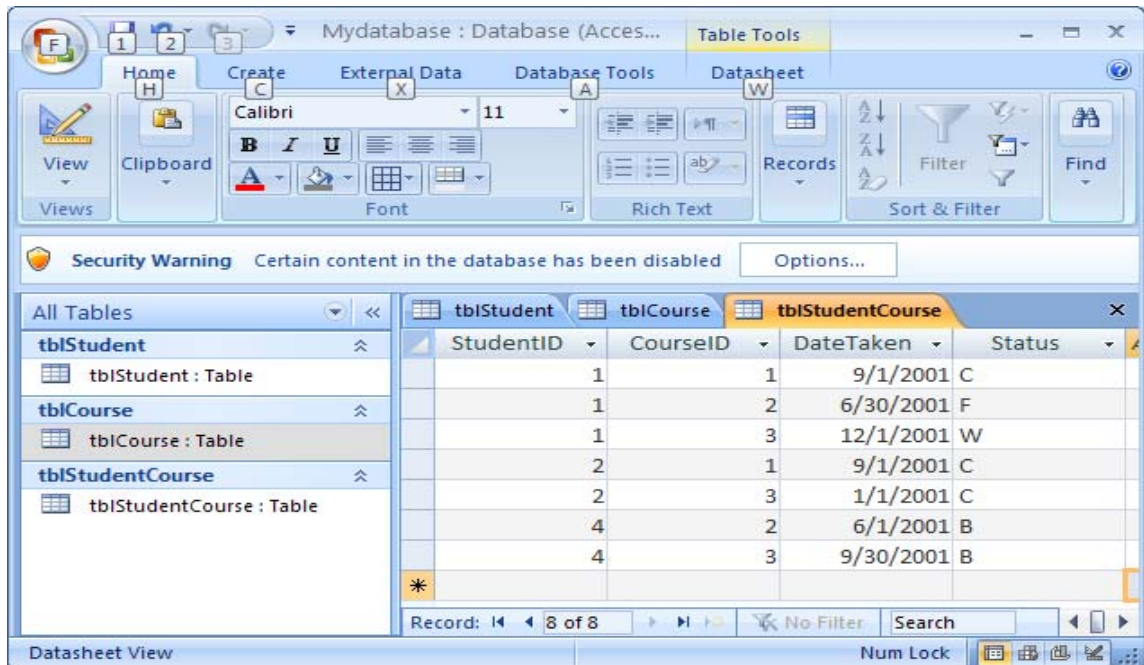 Mydatabase : Database (Acces... Table Tools
F 1 2 3
Home Create External Data Database Tools Datasheet
H C X A W
Calibri 11
B I U
A
ab
View Clipboard Records Filter Find
Views Font Rich Text Sort & Filter
Security Warning Certain content in the database has been disabled Options...
All Tables
tblStudent
tblStudent : Table
tblCourse
tblCourse : Table
tblStudentCourse
tblStudentCourse : Table
tblStudent tblCourse tblStudentCourse
StudentID CourseID DateTaken Status A
1 1 9/1/2001 C
1 2 6/30/2001 F
1 3 12/1/2001 W
2 1 9/1/2001 C
2 3 1/1/2001 C
4 2 6/1/2001 B
4 3 9/30/2001 B
Record: 8 of 8 No Filter Search
Datasheet View Num Lock